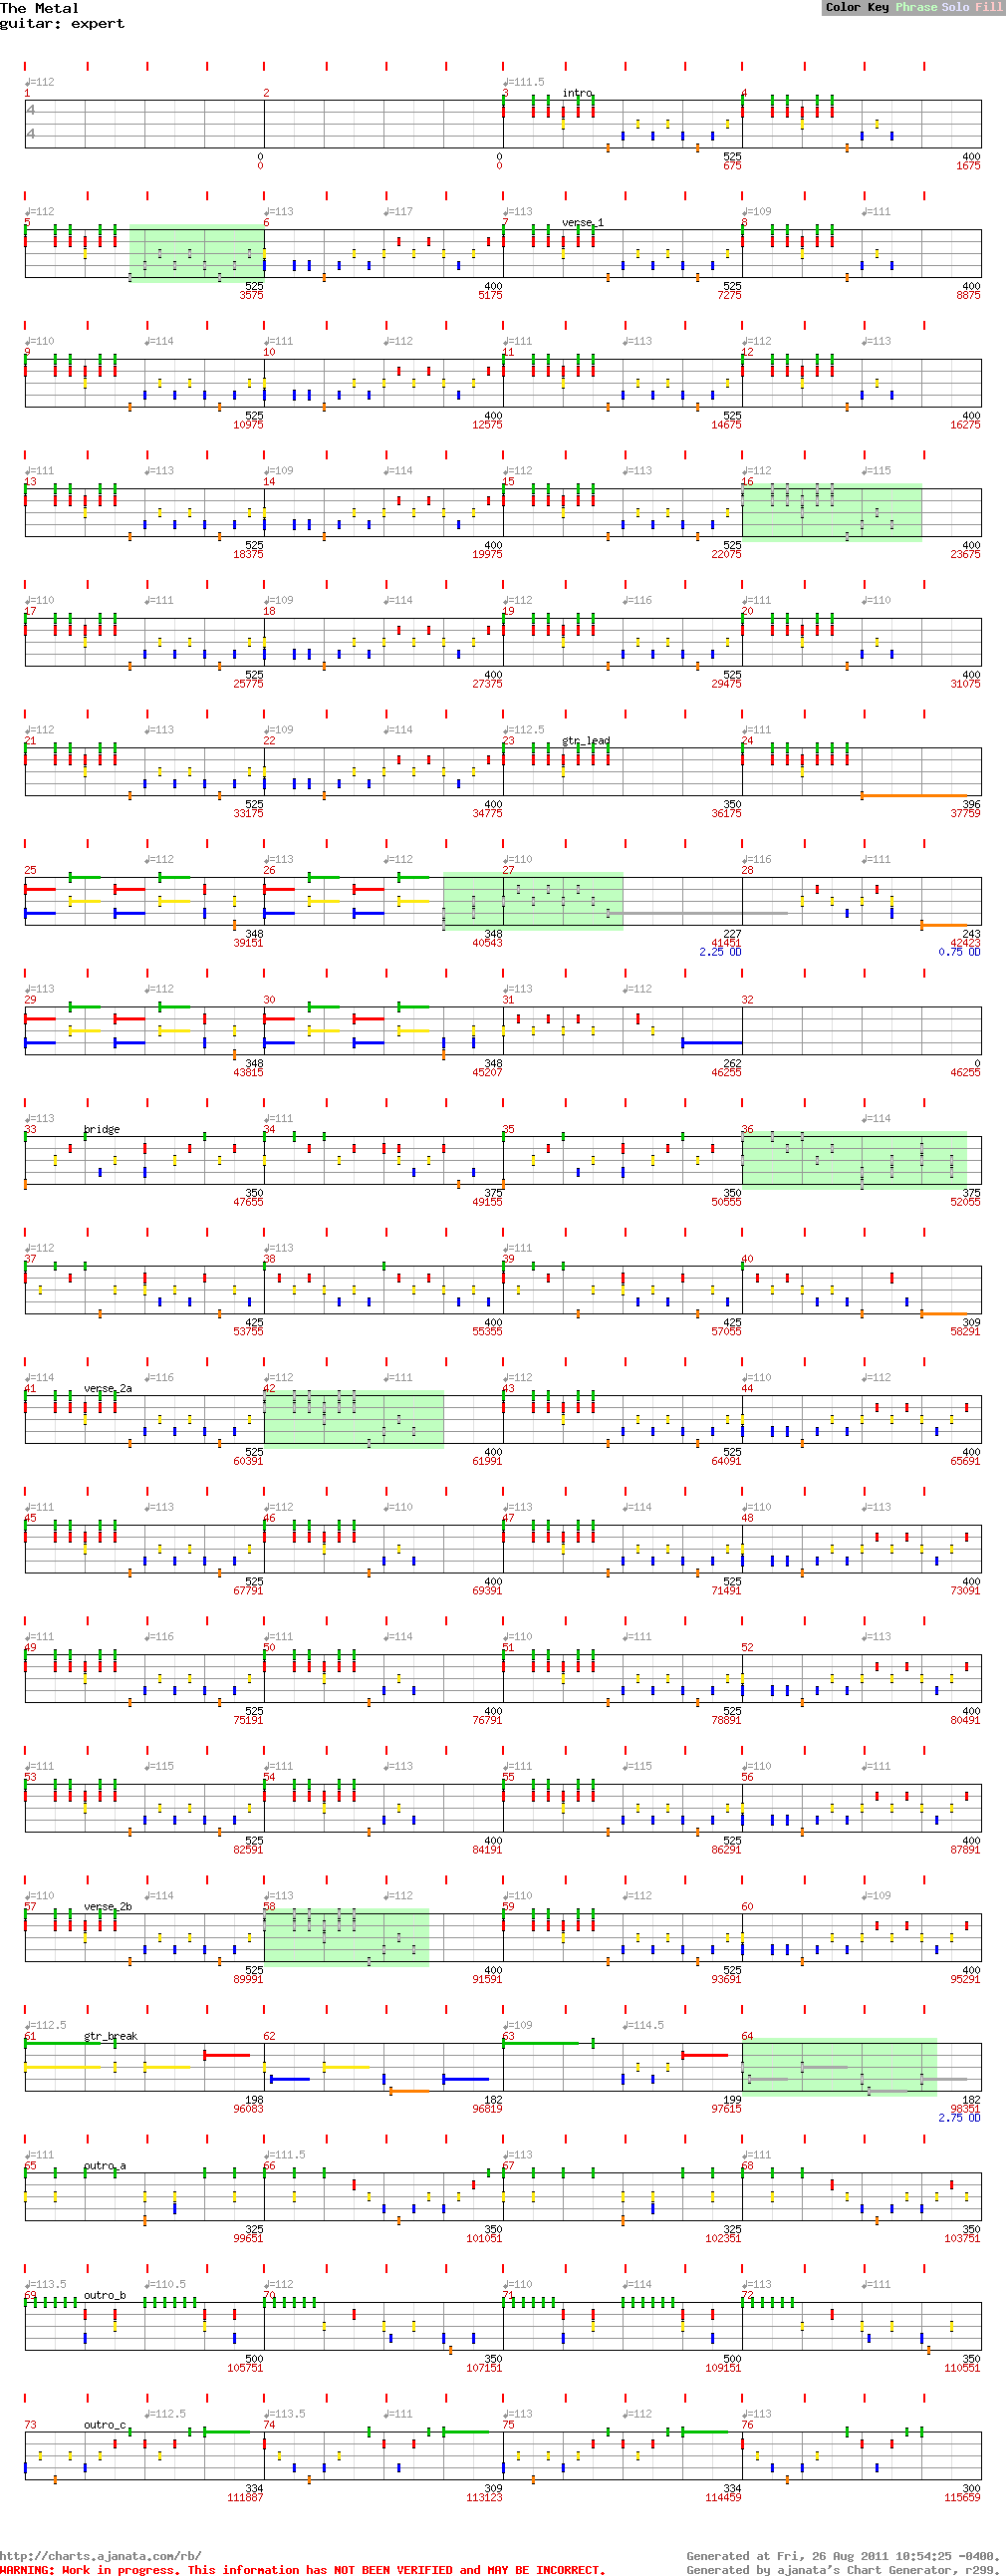 The Metal
guitar: expert
Color Key Phrase Solo Fill
♩=112 ♩=111.5
1 2 3 intro 4
4
4
0 0 525 400
0 0 675 1675
♩=112 ♩=113 ♩=117 ♩=113 ♩=109 ♩=111
5 6 7 verse_1 8
525 400 525 400
3575 5175 7275 8875
♩=110 ♩=114 ♩=111 ♩=112 ♩=111 ♩=113 ♩=112 ♩=113
9 10 11 12
525 400 525 400
10975 12575 14675 16275
♩=111 ♩=113 ♩=109 ♩=114 ♩=112 ♩=113 ♩=112 ♩=115
13 14 15 16
525 400 525 400
18375 19975 22075 23675
♩=110 ♩=111 ♩=109 ♩=114 ♩=112 ♩=116 ♩=111 ♩=110
17 18 19 20
525 400 525 400
25775 27375 29475 31075
♩=112 ♩=113 ♩=109 ♩=114 ♩=112.5 ♩=111
21 22 23 gtr_lead 24
525 400 350 396
33175 34775 36175 37759
♩=112 ♩=113 ♩=112 ♩=110 ♩=116 ♩=111
25 26 27 28
348 348 227 243
39151 40543 41451 42423
2.25 OD 0.75 OD
♩=113 ♩=112 ♩=113 ♩=112
29 30 31 32
348 348 262 0
43815 45207 46255 46255
♩=113 ♩=111 ♩=114
33 bridge 34 35 36
350 375 350 375
47655 49155 50555 52055
♩=112 ♩=113 ♩=111
37 38 39 40
425 400 425 309
53755 55355 57055 58291
♩=114 ♩=116 ♩=112 ♩=111 ♩=112 ♩=110 ♩=112
41 verse_2a 42 43 44
525 400 525 400
60391 61991 64091 65691
♩=111 ♩=113 ♩=112 ♩=110 ♩=113 ♩=114 ♩=110 ♩=113
45 46 47 48
525 400 525 400
67791 69391 71491 73091
♩=111 ♩=116 ♩=111 ♩=114 ♩=110 ♩=111 ♩=113
49 50 51 52
525 400 525 400
75191 76791 78891 80491
♩=111 ♩=115 ♩=111 ♩=113 ♩=111 ♩=115 ♩=110 ♩=111
53 54 55 56
525 400 525 400
82591 84191 86291 87891
♩=110 ♩=114 ♩=113 ♩=112 ♩=110 ♩=112 ♩=109
57 verse_2b 58 59 60
525 400 525 400
89991 91591 93691 95291
♩=112.5 ♩=109 ♩=114.5
61 gtr_break 62 63 64
198 182 199 182
96083 96819 97615 98351
2.75 OD
♩=111 ♩=111.5 ♩=113 ♩=111
65 outro_a 66 67 68
325 350 325 350
99651 101051 102351 103751
♩=113.5 ♩=110.5 ♩=112 ♩=110 ♩=114 ♩=113 ♩=111
69 outro_b 70 71 72
500 350 500 350
105751 107151 109151 110551
♩=112.5 ♩=113.5 ♩=111 ♩=110 ♩=112 ♩=113
73 outro_c 74 75 76
334 309 334 300
111887 113123 114459 115659
http://charts.ajanata.com/rb/
Generated at Fri, 26 Aug 2011 10:54:25 -0400.
WARNING: Work in progress. This information has NOT BEEN VERIFIED and MAY BE INCORRECT.
Generated by ajanata's Chart Generator, r299.